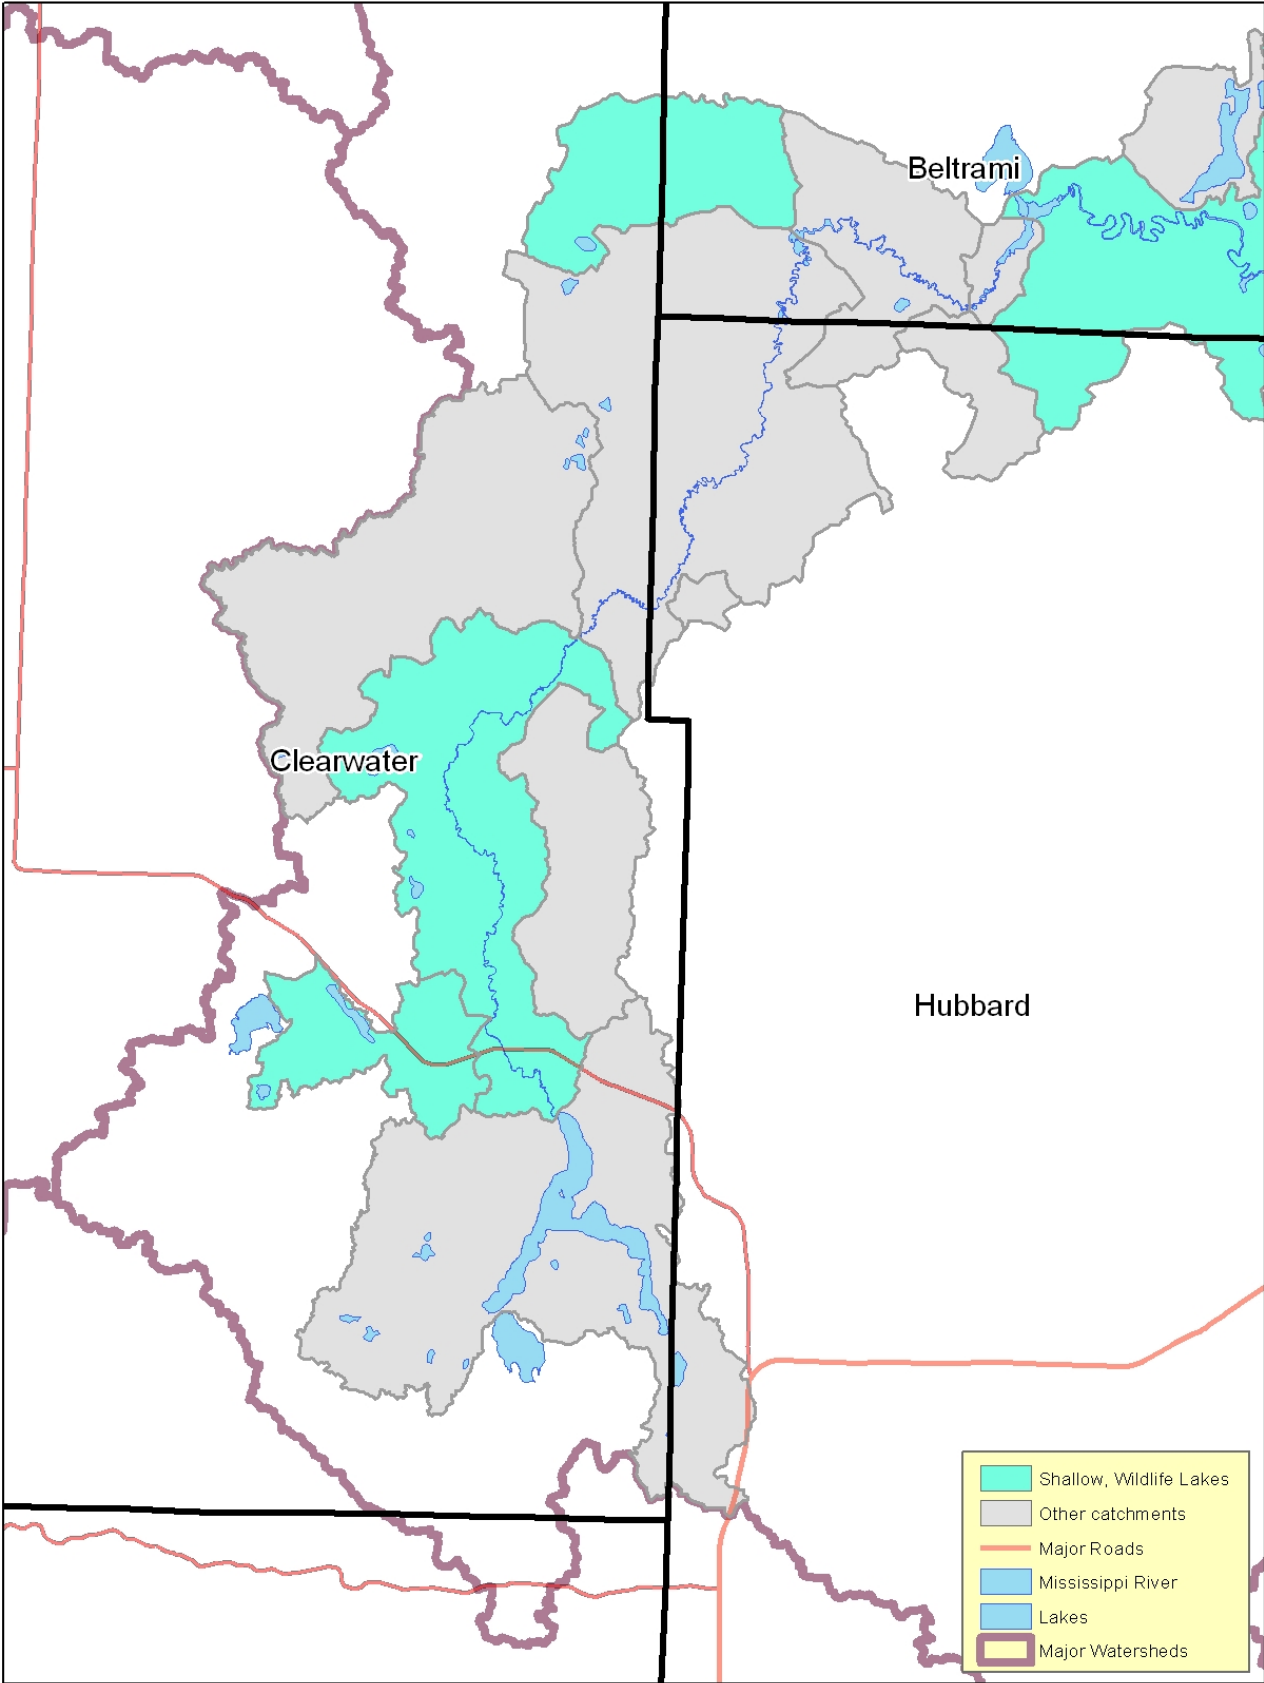 Beltrami
Clearwater
Hubbard
Shallow, Wildlife Lakes
Other catchments
Major Roads
Mississippi River
Lakes
Major Watersheds